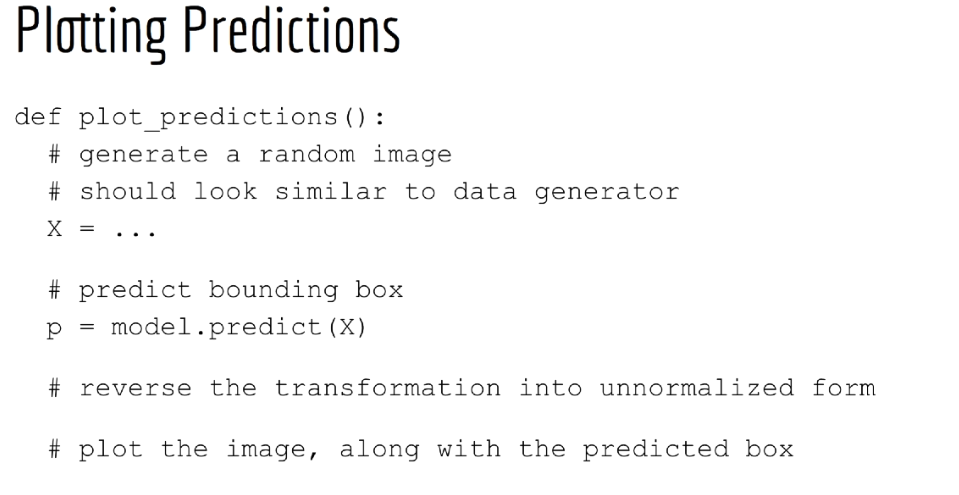 Plotting Predictions
def plot_predictions():
# generate a random image
# should look similar to data generator
X = ...
# predict bounding box
p = model.predict(X)
# reverse the transformation into unnormalized form
# plot the image, along with the predicted box